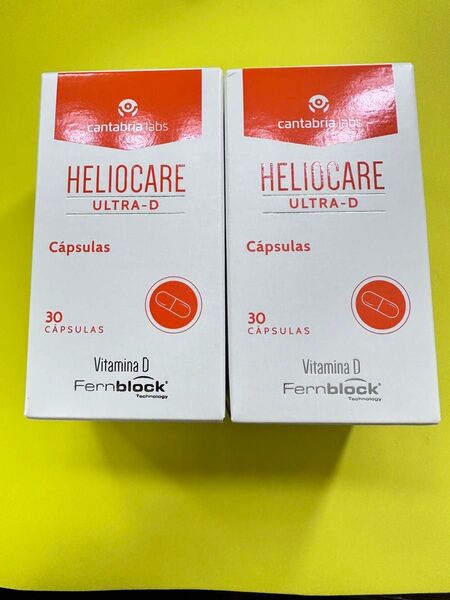 cantabria labs
HELIOCARE
ULTRA-D
Cápsulas
30
CÁPSULAS
Vitamina D
Fernblock®
Technology
cantabria labs
HELIOCARE
ULTRA-D
Cápsulas
30
CÁPSULAS
Vitamina D
Fernblock®
Technology